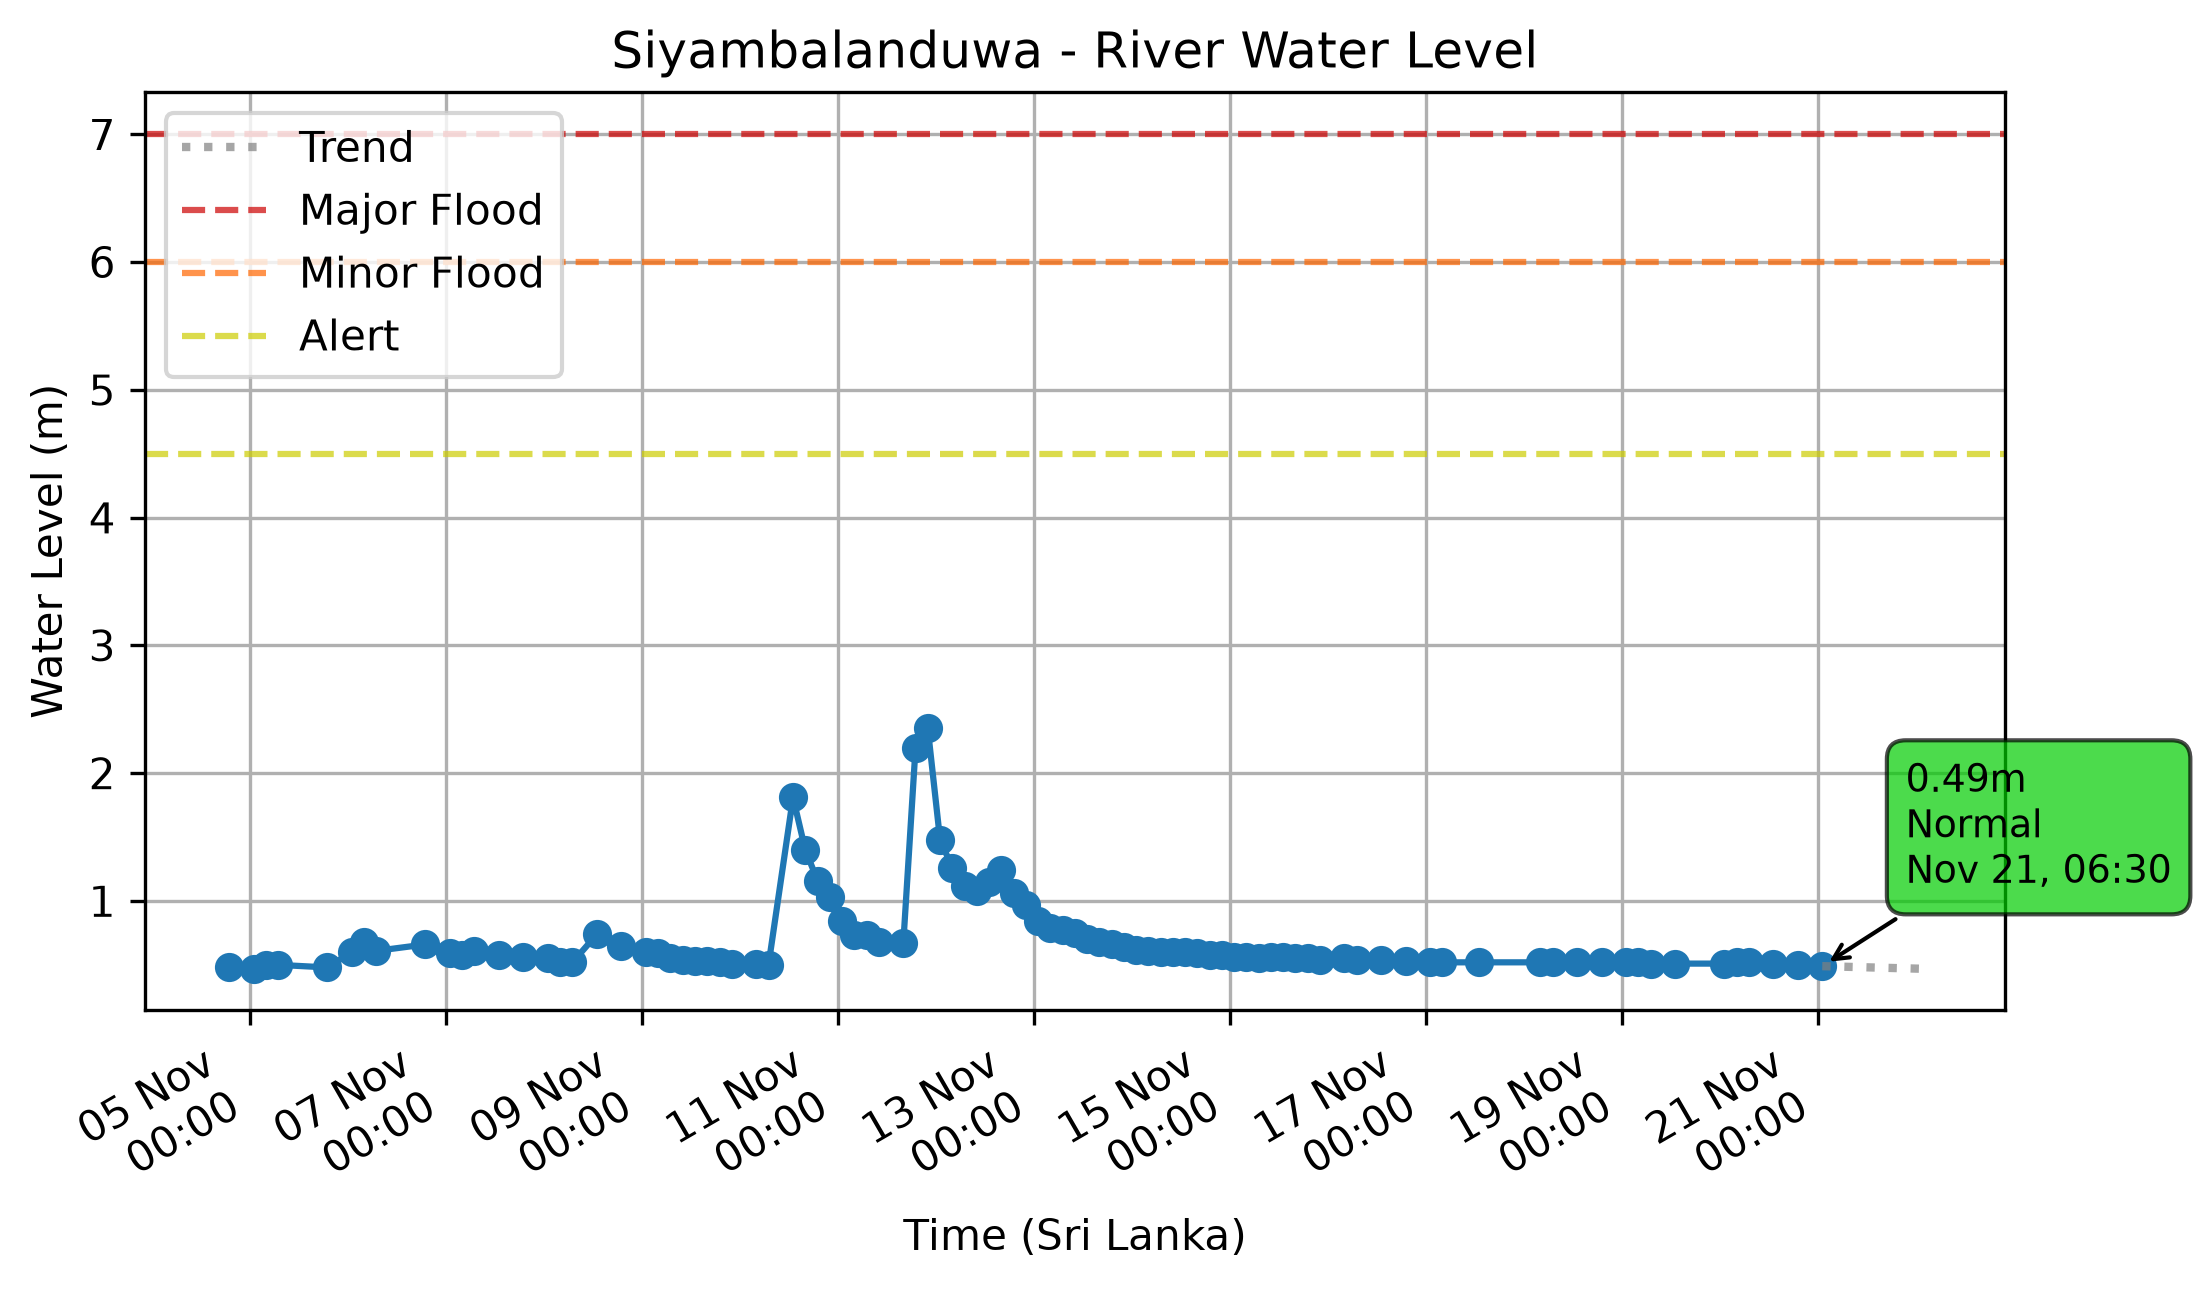 Siyambalanduwa - River Water Level
Trend
Major Flood
Minor Flood
Alert
7
6
5
4
3
2
1
Water Level (m)
0.49m
Normal
Nov 21, 06:30
05 Nov
00:00
07 Nov
00:00
09 Nov
00:00
11 Nov
00:00
13 Nov
00:00
15 Nov
00:00
17 Nov
00:00
19 Nov
00:00
21 Nov
00:00
Time (Sri Lanka)